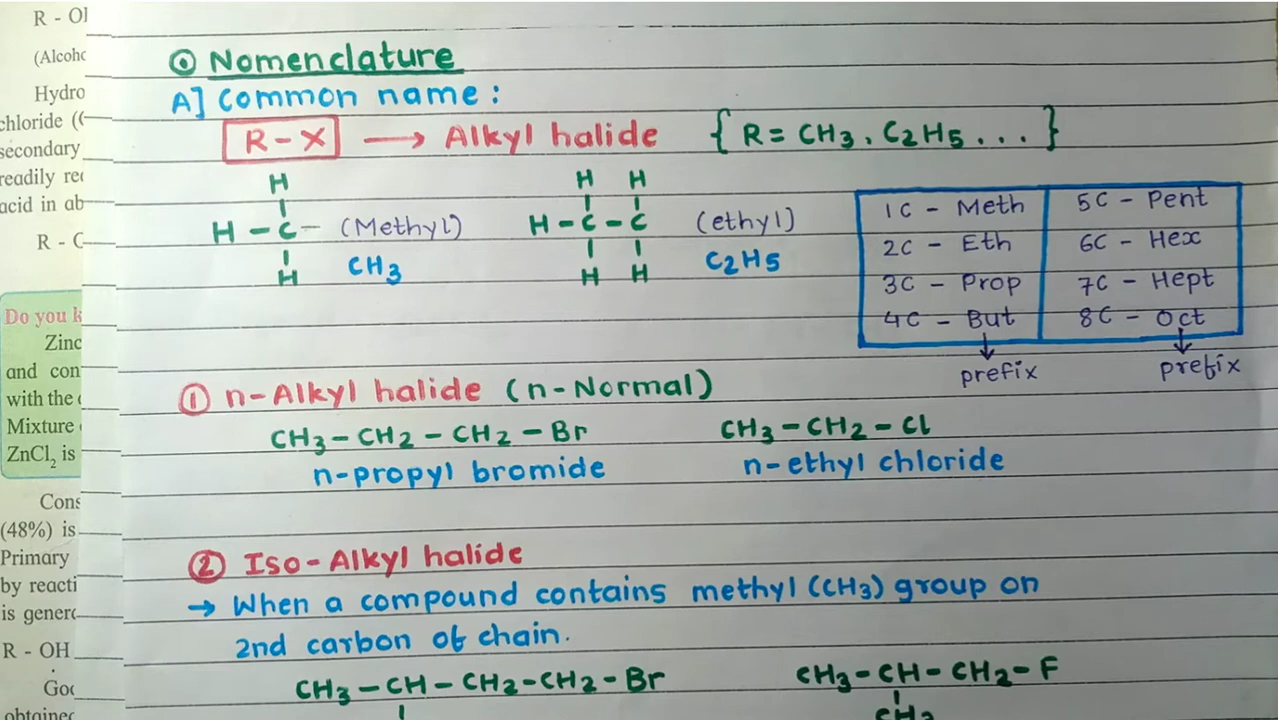 R - O
(Alcoho
Hydro
chloride ((
secondary
readily re
acid in ab
R - C
Do you k
Zinc
and con
with the
Mixture
ZnCl2 is
Cons
(48%) is
Primary
by reacti
is gener
R - OH
Goo
obtained
Nomenclature
A] Common name :
R - X → Alkyl halide { R = CH3, C2H5 . . . }
H
H - C - (Methyl)
H
CH3
H H
H - C - C (ethyl)
H H
C2H5
1C - Meth 5C - Pent
2C - Eth 6C - Hex
3C - Prop 7C - Hept
4C - But 8C - Oct
prefix prefix
① n-Alkyl halide (n-Normal)
CH3 - CH2 - CH2 - Br CH3 - CH2 - Cl
n-propyl bromide n-ethyl chloride
② Iso-Alkyl halide
→ When a compound contains methyl (CH3) group on
2nd carbon of chain.
CH3 - CH - CH2 - CH2 - Br CH3 - CH - CH2 - F
CH3